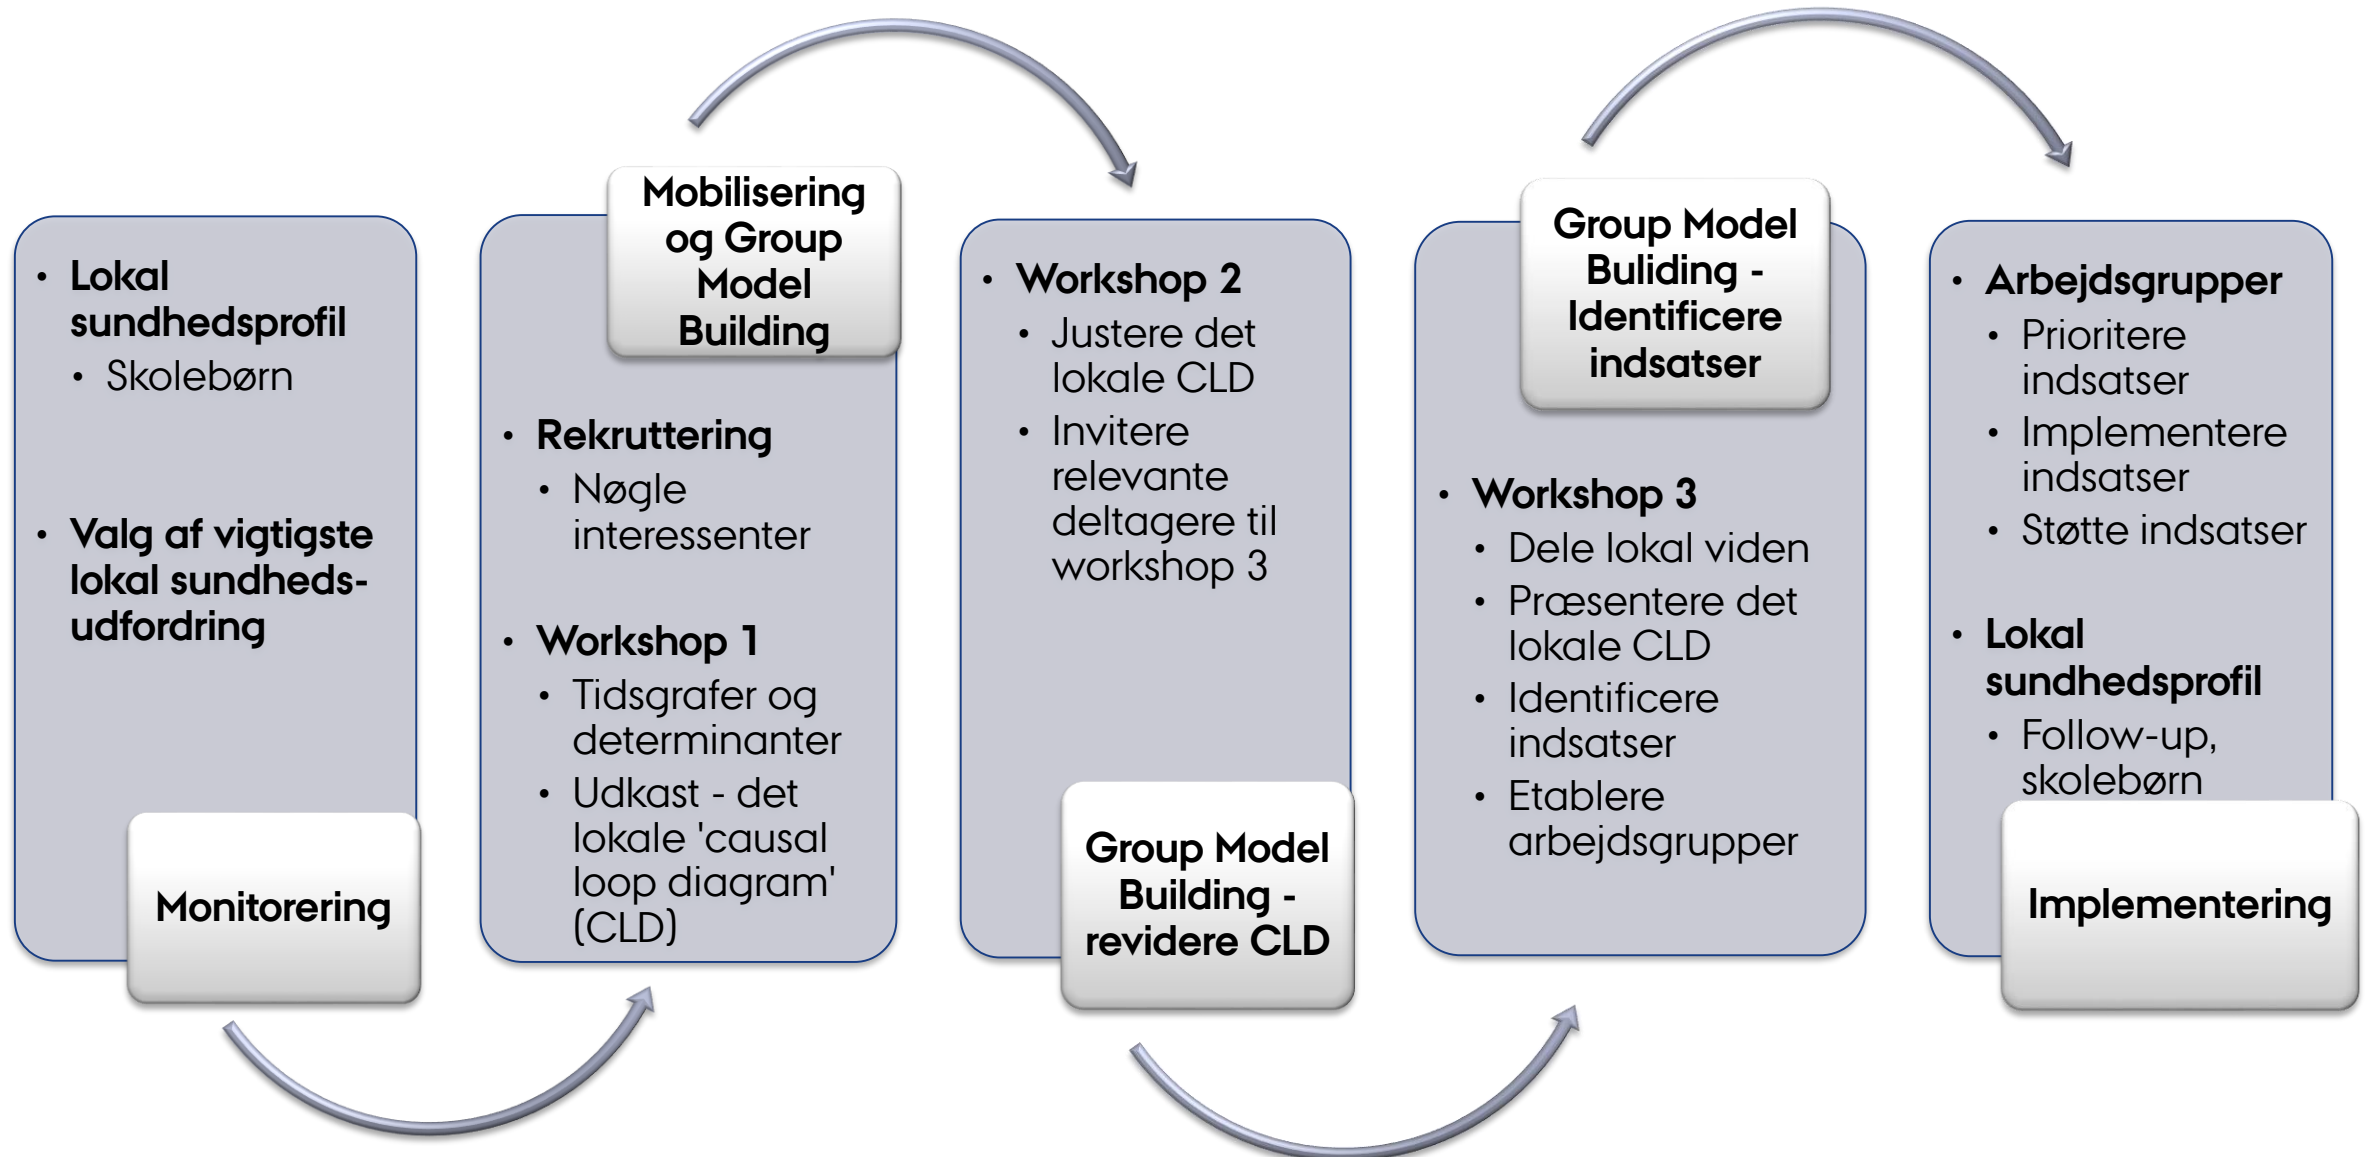 • Lokal
sundhedsprofil
• Skolebørn
• Valg af vigtigste
lokal sundheds-
udfordring
Monitorering
Mobilisering
og Group
Model
Building
• Rekruttering
• Nøgle
interessenter
• Workshop 1
• Tidsgrafer og
determinanter
• Udkast - det
lokale 'causal
loop diagram'
(CLD)
• Workshop 2
• Justere det
lokale CLD
• Invitere
relevante
deltagere til
workshop 3
Group Model
Building -
revidere CLD
Group Model
Buliding -
Identificere
indsatser
• Workshop 3
• Dele lokal viden
• Præsentere det
lokale CLD
• Identificere
indsatser
• Etablere
arbejdsgrupper
• Arbejdsgrupper
• Prioritere
indsatser
• Implementere
indsatser
• Støtte indsatser
• Lokal
sundhedsprofil
• Follow-up,
skolebørn
Implementering